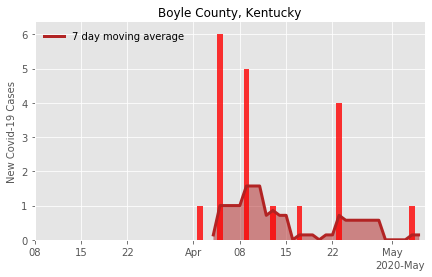 Boyle County, Kentucky
7 day moving average
New Covid-19 Cases
6
5
4
3
2
1
0
08 15 22 Apr 08 15 22 May
2020-May